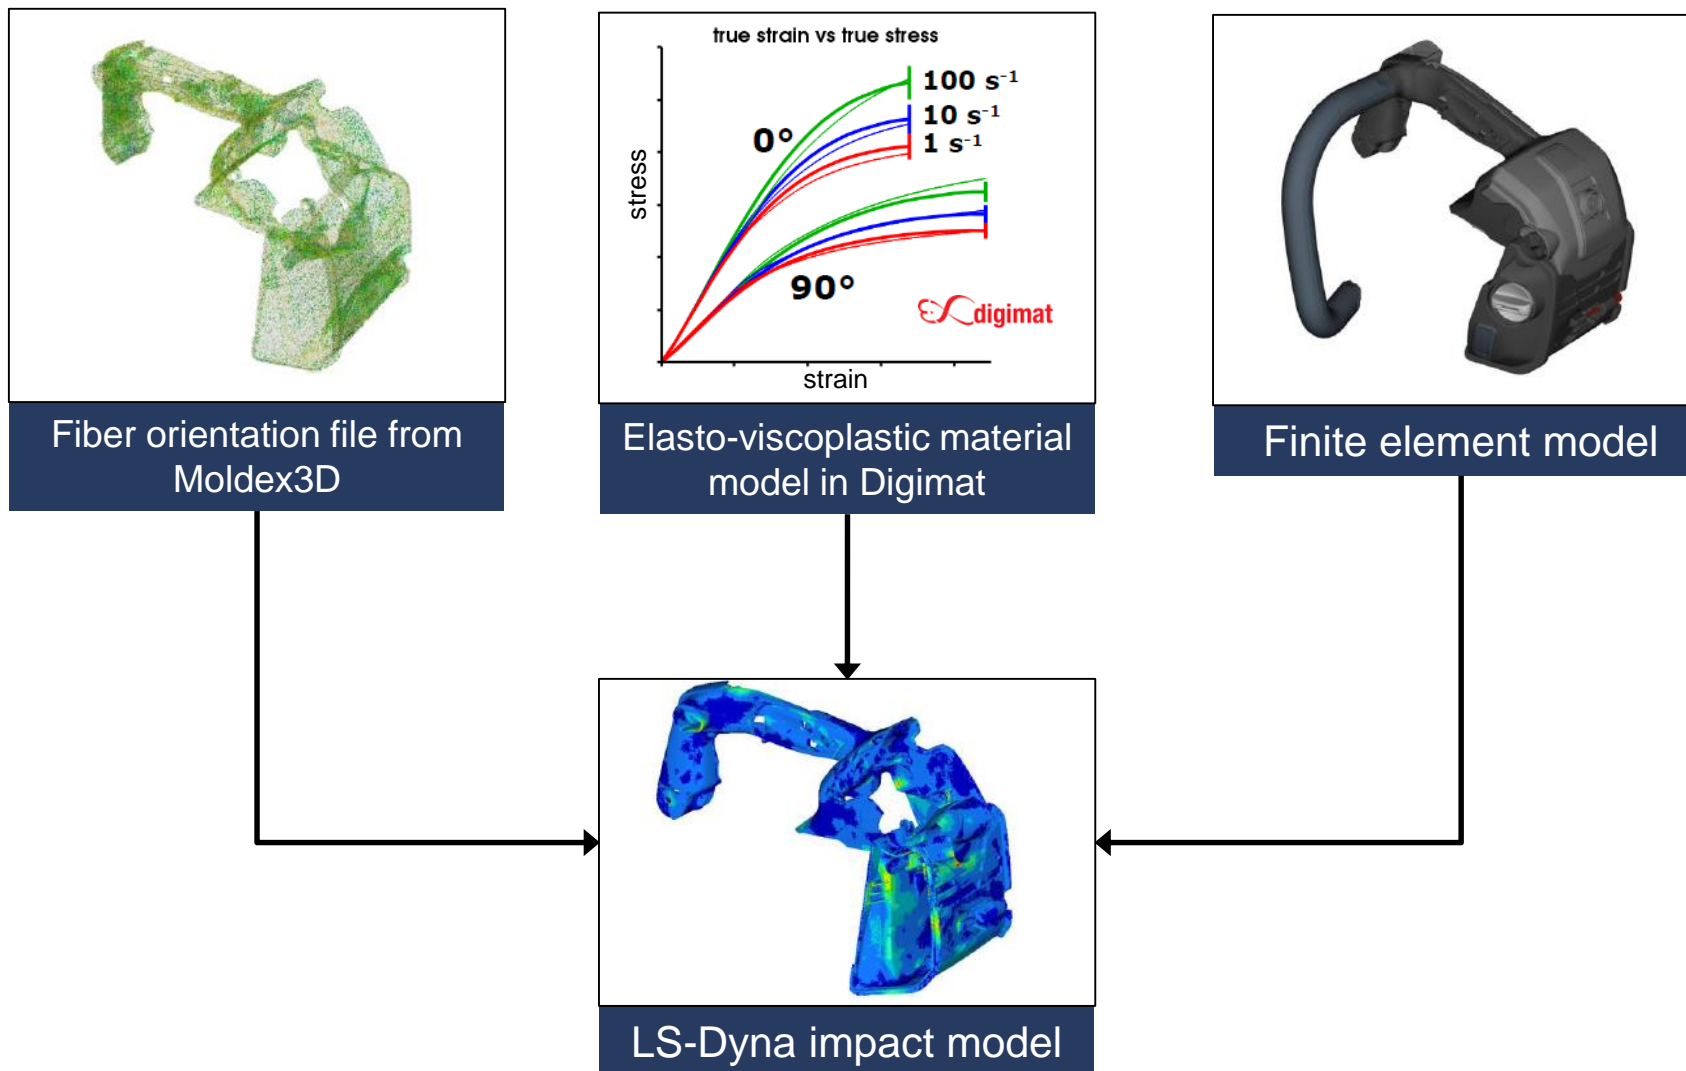 true strain vs true stress
100 s⁻¹
10 s⁻¹
1 s⁻¹
0°
90°
stress
digimat
strain
Fiber orientation file from
Moldex3D
Elasto-viscoplastic material
model in Digimat
Finite element model
LS-Dyna impact model